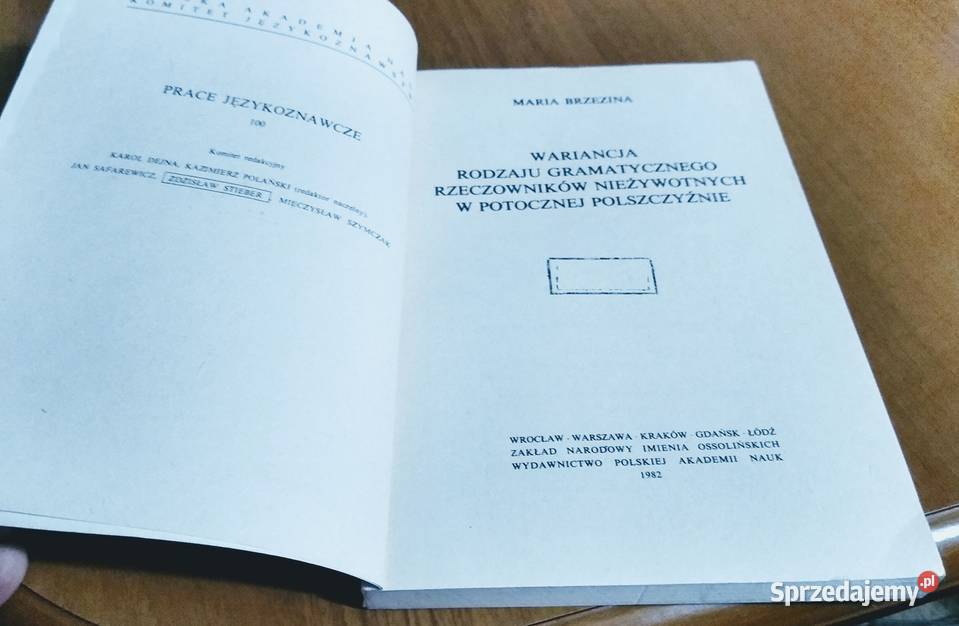 KOMITET JĘZYKOZNAWS
PRACE JĘZYKOZNAWCZE
100
Komitet redakcyjny
KAROL DEJNA, KAZIMIERZ POLAŃSKI (redaktor naczelny),
JAN SAFAREWICZ, ZDZISŁAW STIEBER, MIECZYSŁAW SZYMCZAK
MARIA BRZEZINA
WARIANCJA
RODZAJU GRAMATYCZNEGO
RZECZOWNIKÓW NIEŻYWOTNYCH
W POTOCZNEJ POLSZCZYŹNIE
WROCŁAW · WARSZAWA · KRAKÓW · GDAŃSK · ŁÓDŹ
ZAKŁAD NARODOWY IMIENIA OSSOLIŃSKICH
WYDAWNICTWO POLSKIEJ AKADEMII NAUK
1982
Sprzedajemy.pl